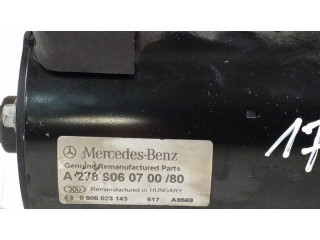 Mercedes-Benz
Genuine Remanufactured Parts
A 278 906 07 00 /80
Remanufactured in HUNGARY
0 986 023 143 617 A8569
17